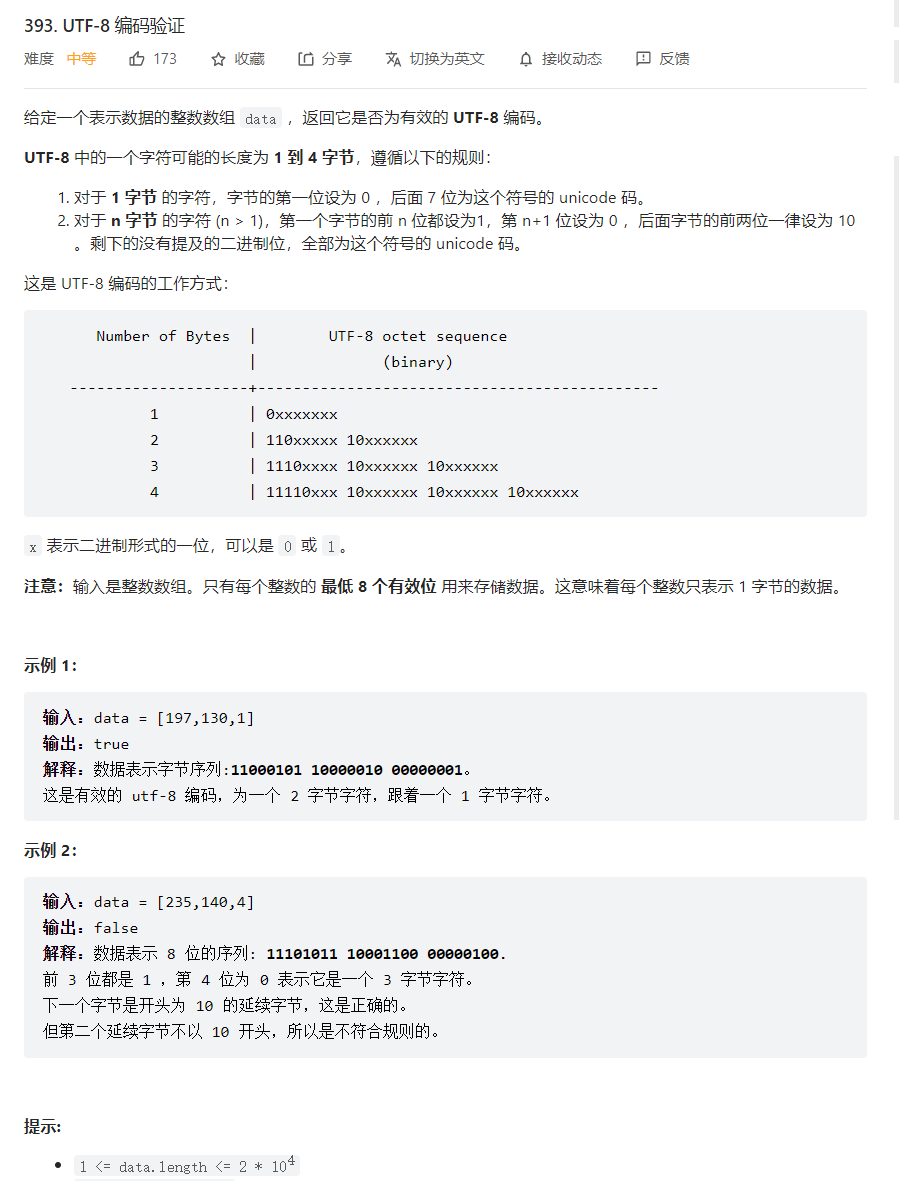 393. UTF-8 编码验证
难度 中等 173 收藏 分享 切换为英文 接收动态 反馈
给定一个表示数据的整数数组 data ，返回它是否为有效的 UTF-8 编码。
UTF-8 中的一个字符可能的长度为 1 到 4 字节，遵循以下的规则：
1. 对于 1 字节 的字符，字节的第一位设为 0 ，后面 7 位为这个符号的 unicode 码。
2. 对于 n 字节 的字符 (n > 1)，第一个字节的前 n 位都设为1，第 n+1 位设为 0 ，后面字节的前两位一律设为 10
。剩下的没有提及的二进制位，全部为这个符号的 unicode 码。
这是 UTF-8 编码的工作方式：
Number of Bytes | UTF-8 octet sequence
| (binary)
--------------------+---------------------------------------------
1 | 0xxxxxxx
2 | 110xxxxx 10xxxxxx
3 | 1110xxxx 10xxxxxx 10xxxxxx
4 | 11110xxx 10xxxxxx 10xxxxxx 10xxxxxx
x 表示二进制形式的一位，可以是 0 或 1。
注意：输入是整数数组。只有每个整数的 最低 8 个有效位 用来存储数据。这意味着每个整数只表示 1 字节的数据。
示例 1：
输入：data = [197,130,1]
输出：true
解释：数据表示字节序列:11000101 10000010 00000001。
这是有效的 utf-8 编码，为一个 2 字节字符，跟着一个 1 字节字符。
示例 2：
输入：data = [235,140,4]
输出：false
解释：数据表示 8 位的序列: 11101011 10001100 00000100.
前 3 位都是 1 ，第 4 位为 0 表示它是一个 3 字节字符。
下一个字节是开头为 10 的延续字节，这是正确的。
但第二个延续字节不以 10 开头，所以是不符合规则的。
提示:
• 1 <= data.length <= 2 * 10⁴